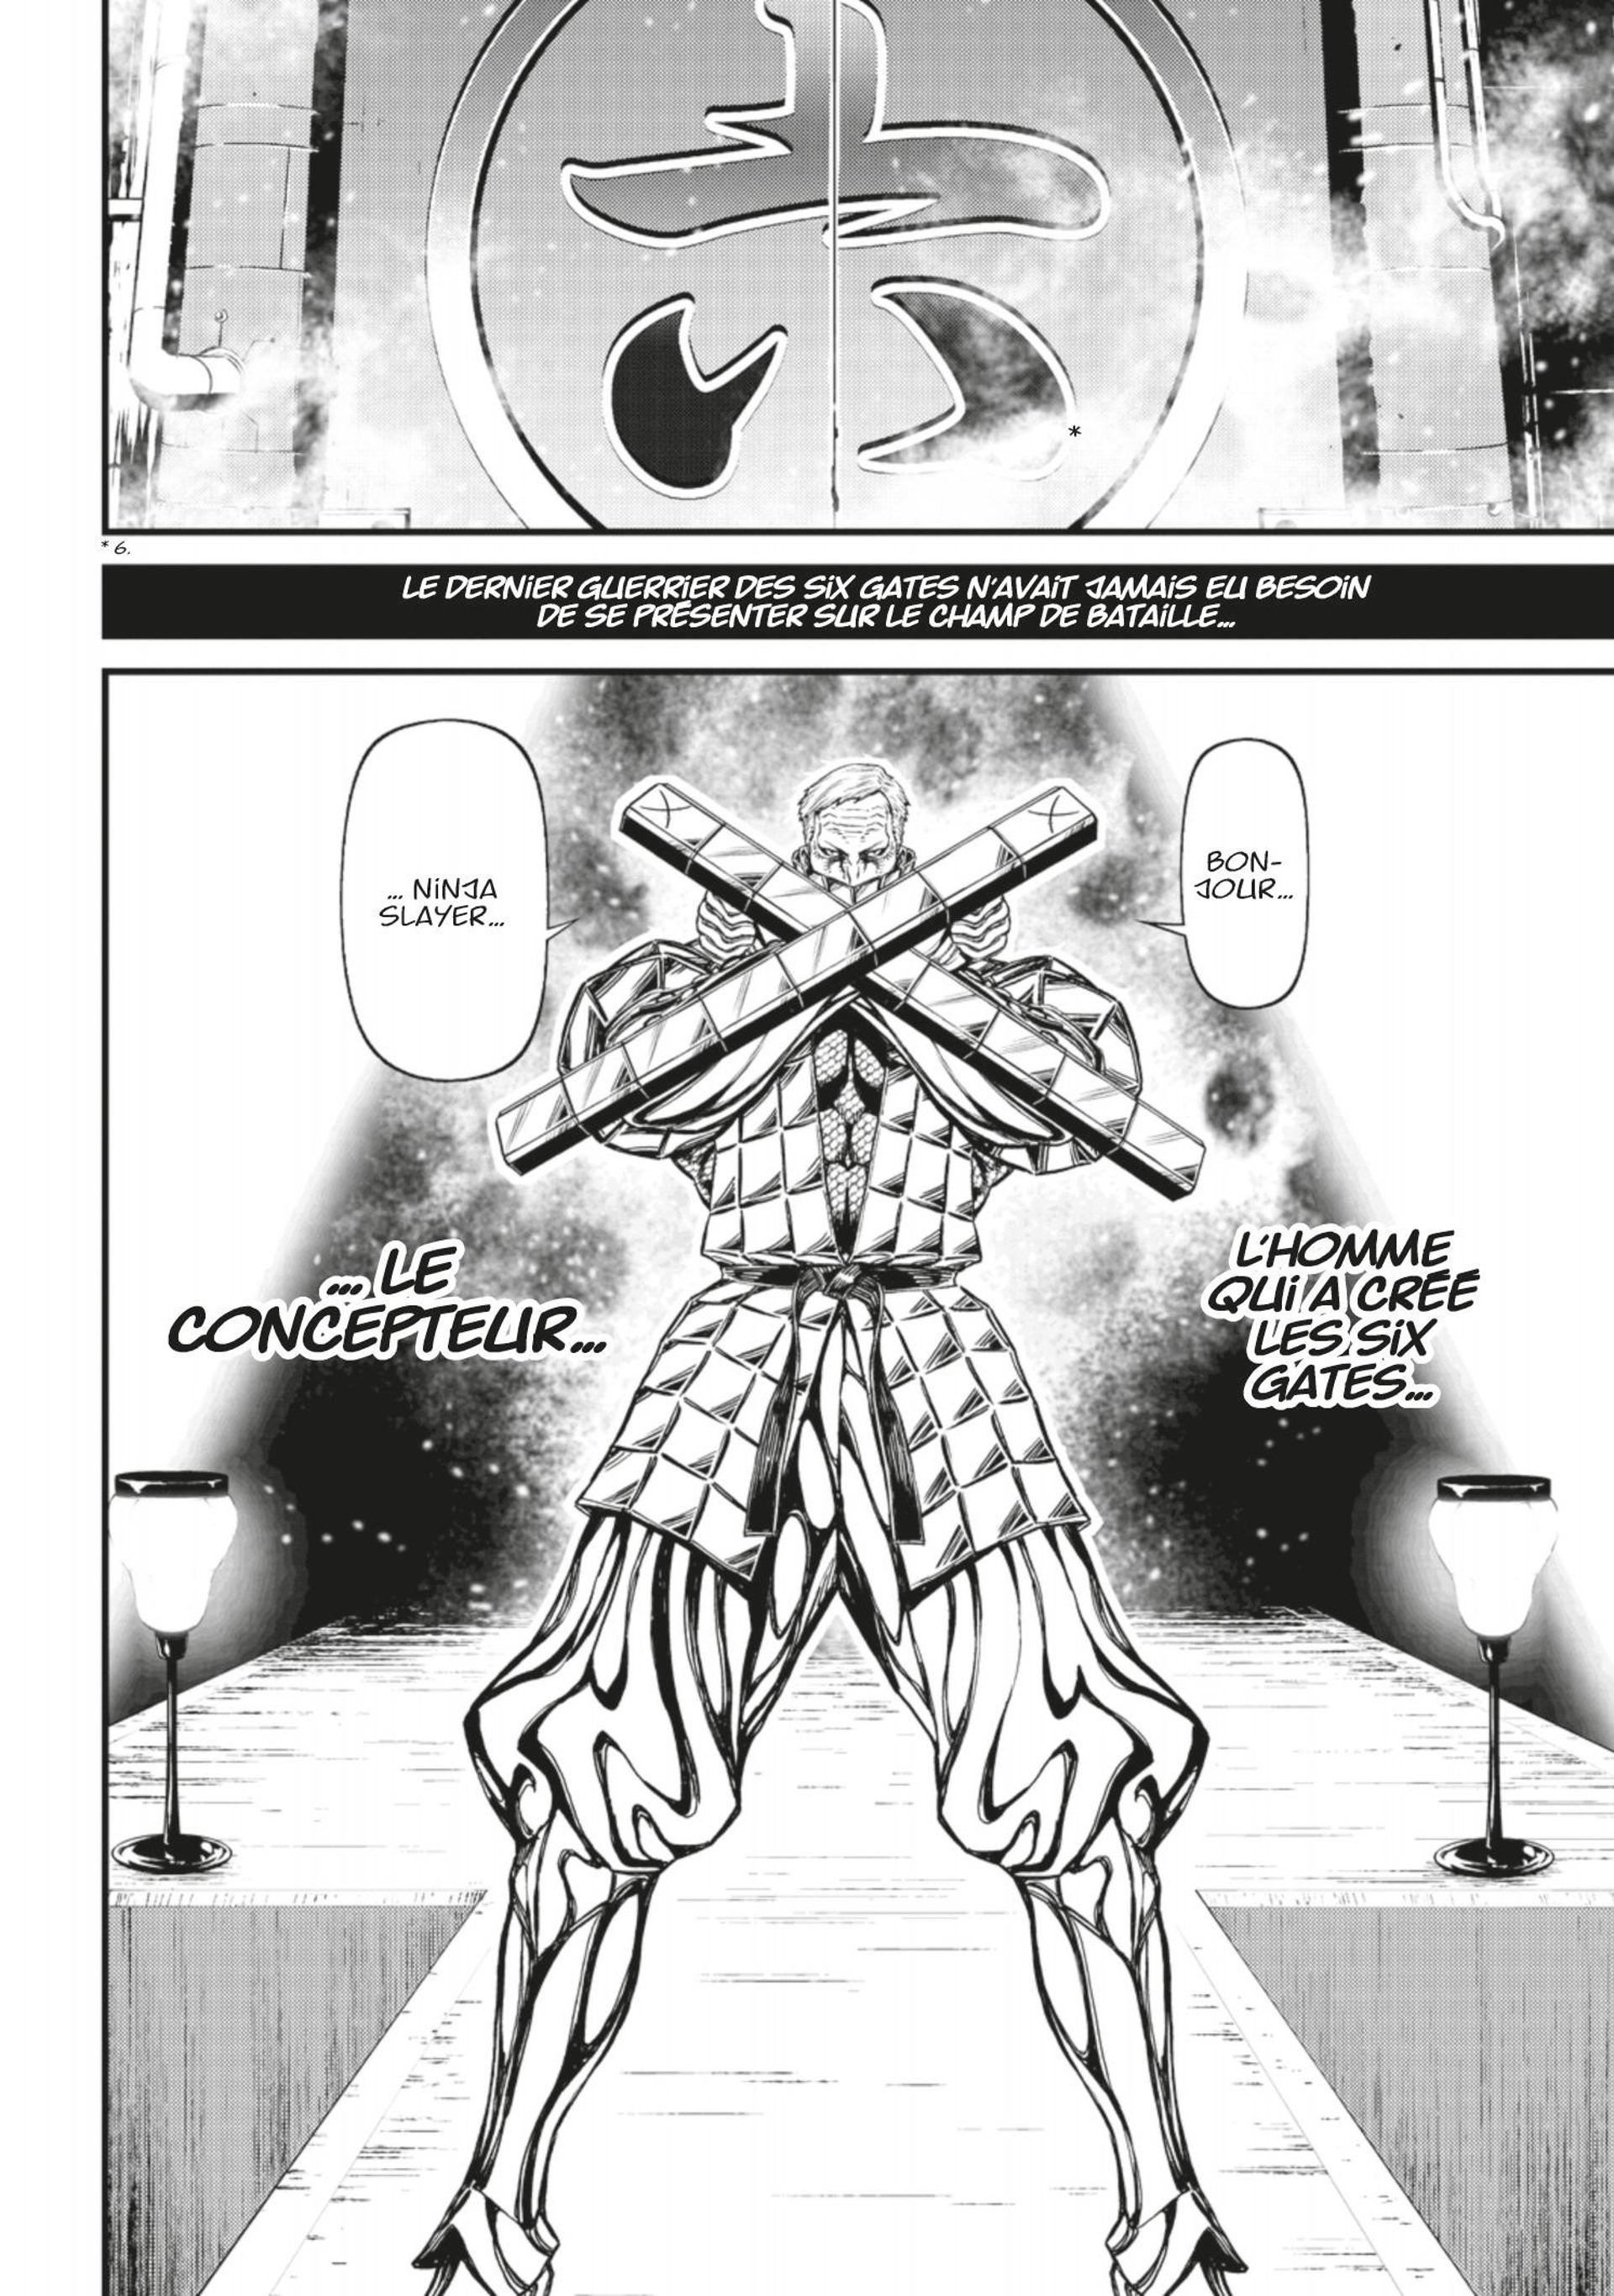 六*
* 6.
LE DERNIER GUERRIER DES SIX GATES N'AVAIT JAMAIS EU BESOIN
DE SE PRÉSENTER SUR LE CHAMP DE BATAILLE...
BON-
JOUR...
... NINJA
SLAYER...
L'HOMME
QUI A CRÉÉ
LES SIX
GATES...
... LE
CONCEPTEUR...